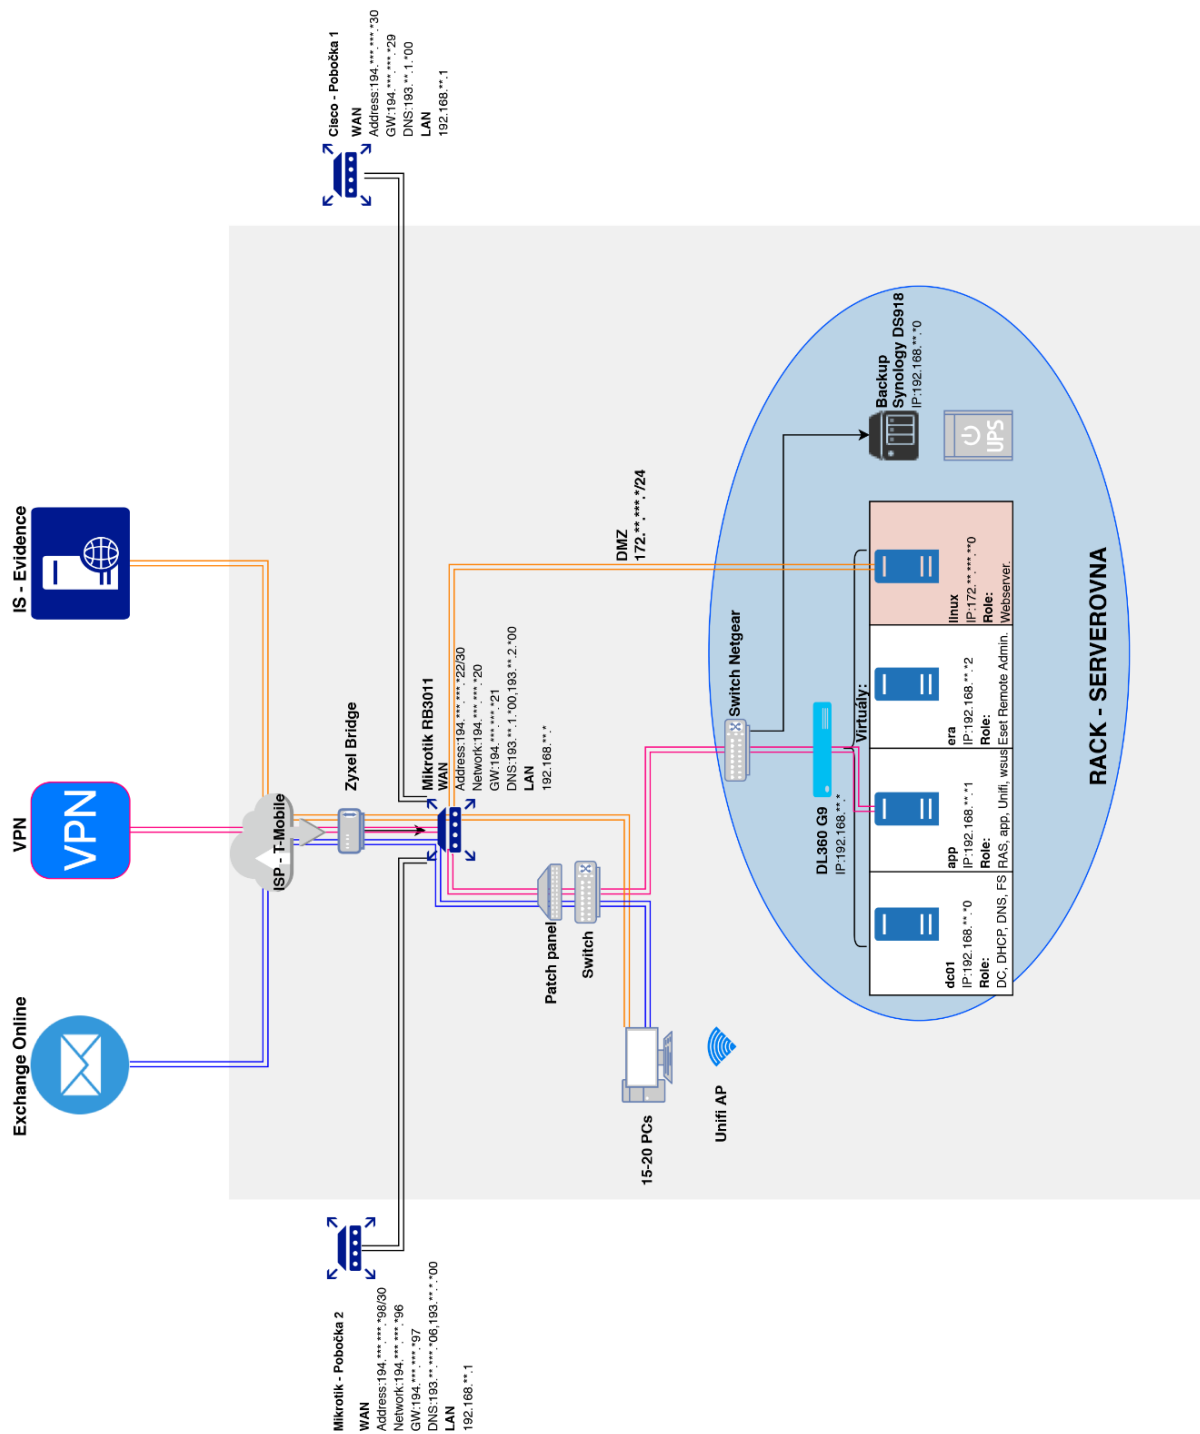 Exchange Online
VPN
VPN
IS - Evidence
ISP - T-Mobile
Zyxel Bridge
Mikrotik - Pobočka 2
WAN
Address:194.***.***.*98/30
Network:194.***.***.*96
GW:194.***.***.*97
DNS:193.**.***.*06,193.**.*.*00
LAN
192.168.**.1
Cisco - Pobočka 1
WAN
Address:194.***.***.*30
GW:194.***.***.*29
DNS:193.**.1.*00
LAN
192.168.**.1
Mikrotik RB3011
WAN
Address:194.***.***.*22/30
Network:194.***.***.*20
GW:194.***.***.*21
DNS:193.**.1.*00,193.**.2.*00
LAN
192.168.**.*
Patch panel
Switch
DMZ
172.**.***.*/24
15-20 PCs
Unifi AP
Switch Netgear
DL360 G9
IP:192.168.**.*
Virtuály:
Backup
Synology DS918
IP:192.168.**.*0
UPS
dc01
IP:192.168.**.*0
Role:
DC, DHCP, DNS, FS
app
IP:192.168.**.*1
Role:
RAS, app, Unifi, wsus
era
IP:192.168.**.*2
Role:
Eset Remote Admin.
linux
IP:172.**.***.**0
Role:
Webserver.
RACK - SERVEROVNA